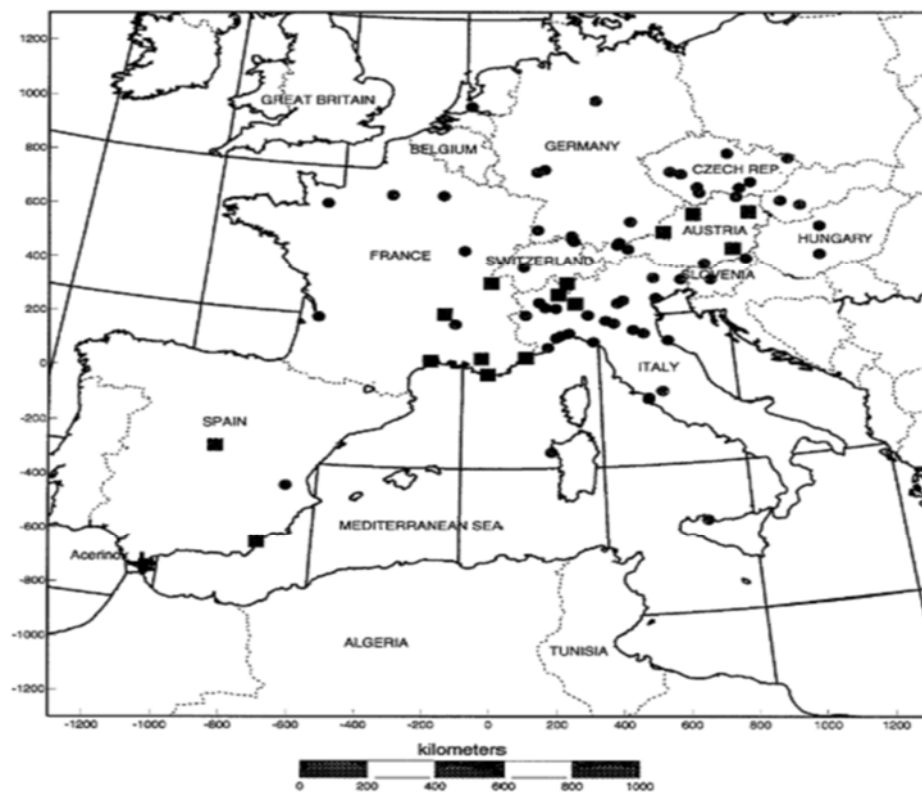 1200
1000
800
600
400
200
0
-200
-400
-600
-800
-1000
-1200
GREAT BRITAIN
BELGIUM
GERMANY
CZECH REP.
AUSTRIA
HUNGARY
FRANCE
SWITZERLAND
SLOVENIA
ITALY
SPAIN
MEDITERRANEAN SEA
ALGERIA
TUNISIA
-1200 -1000 -800 -600 -400 -200 0 200 400 600 800 1000 1200
kilometers
0 200 400 600 800 1000